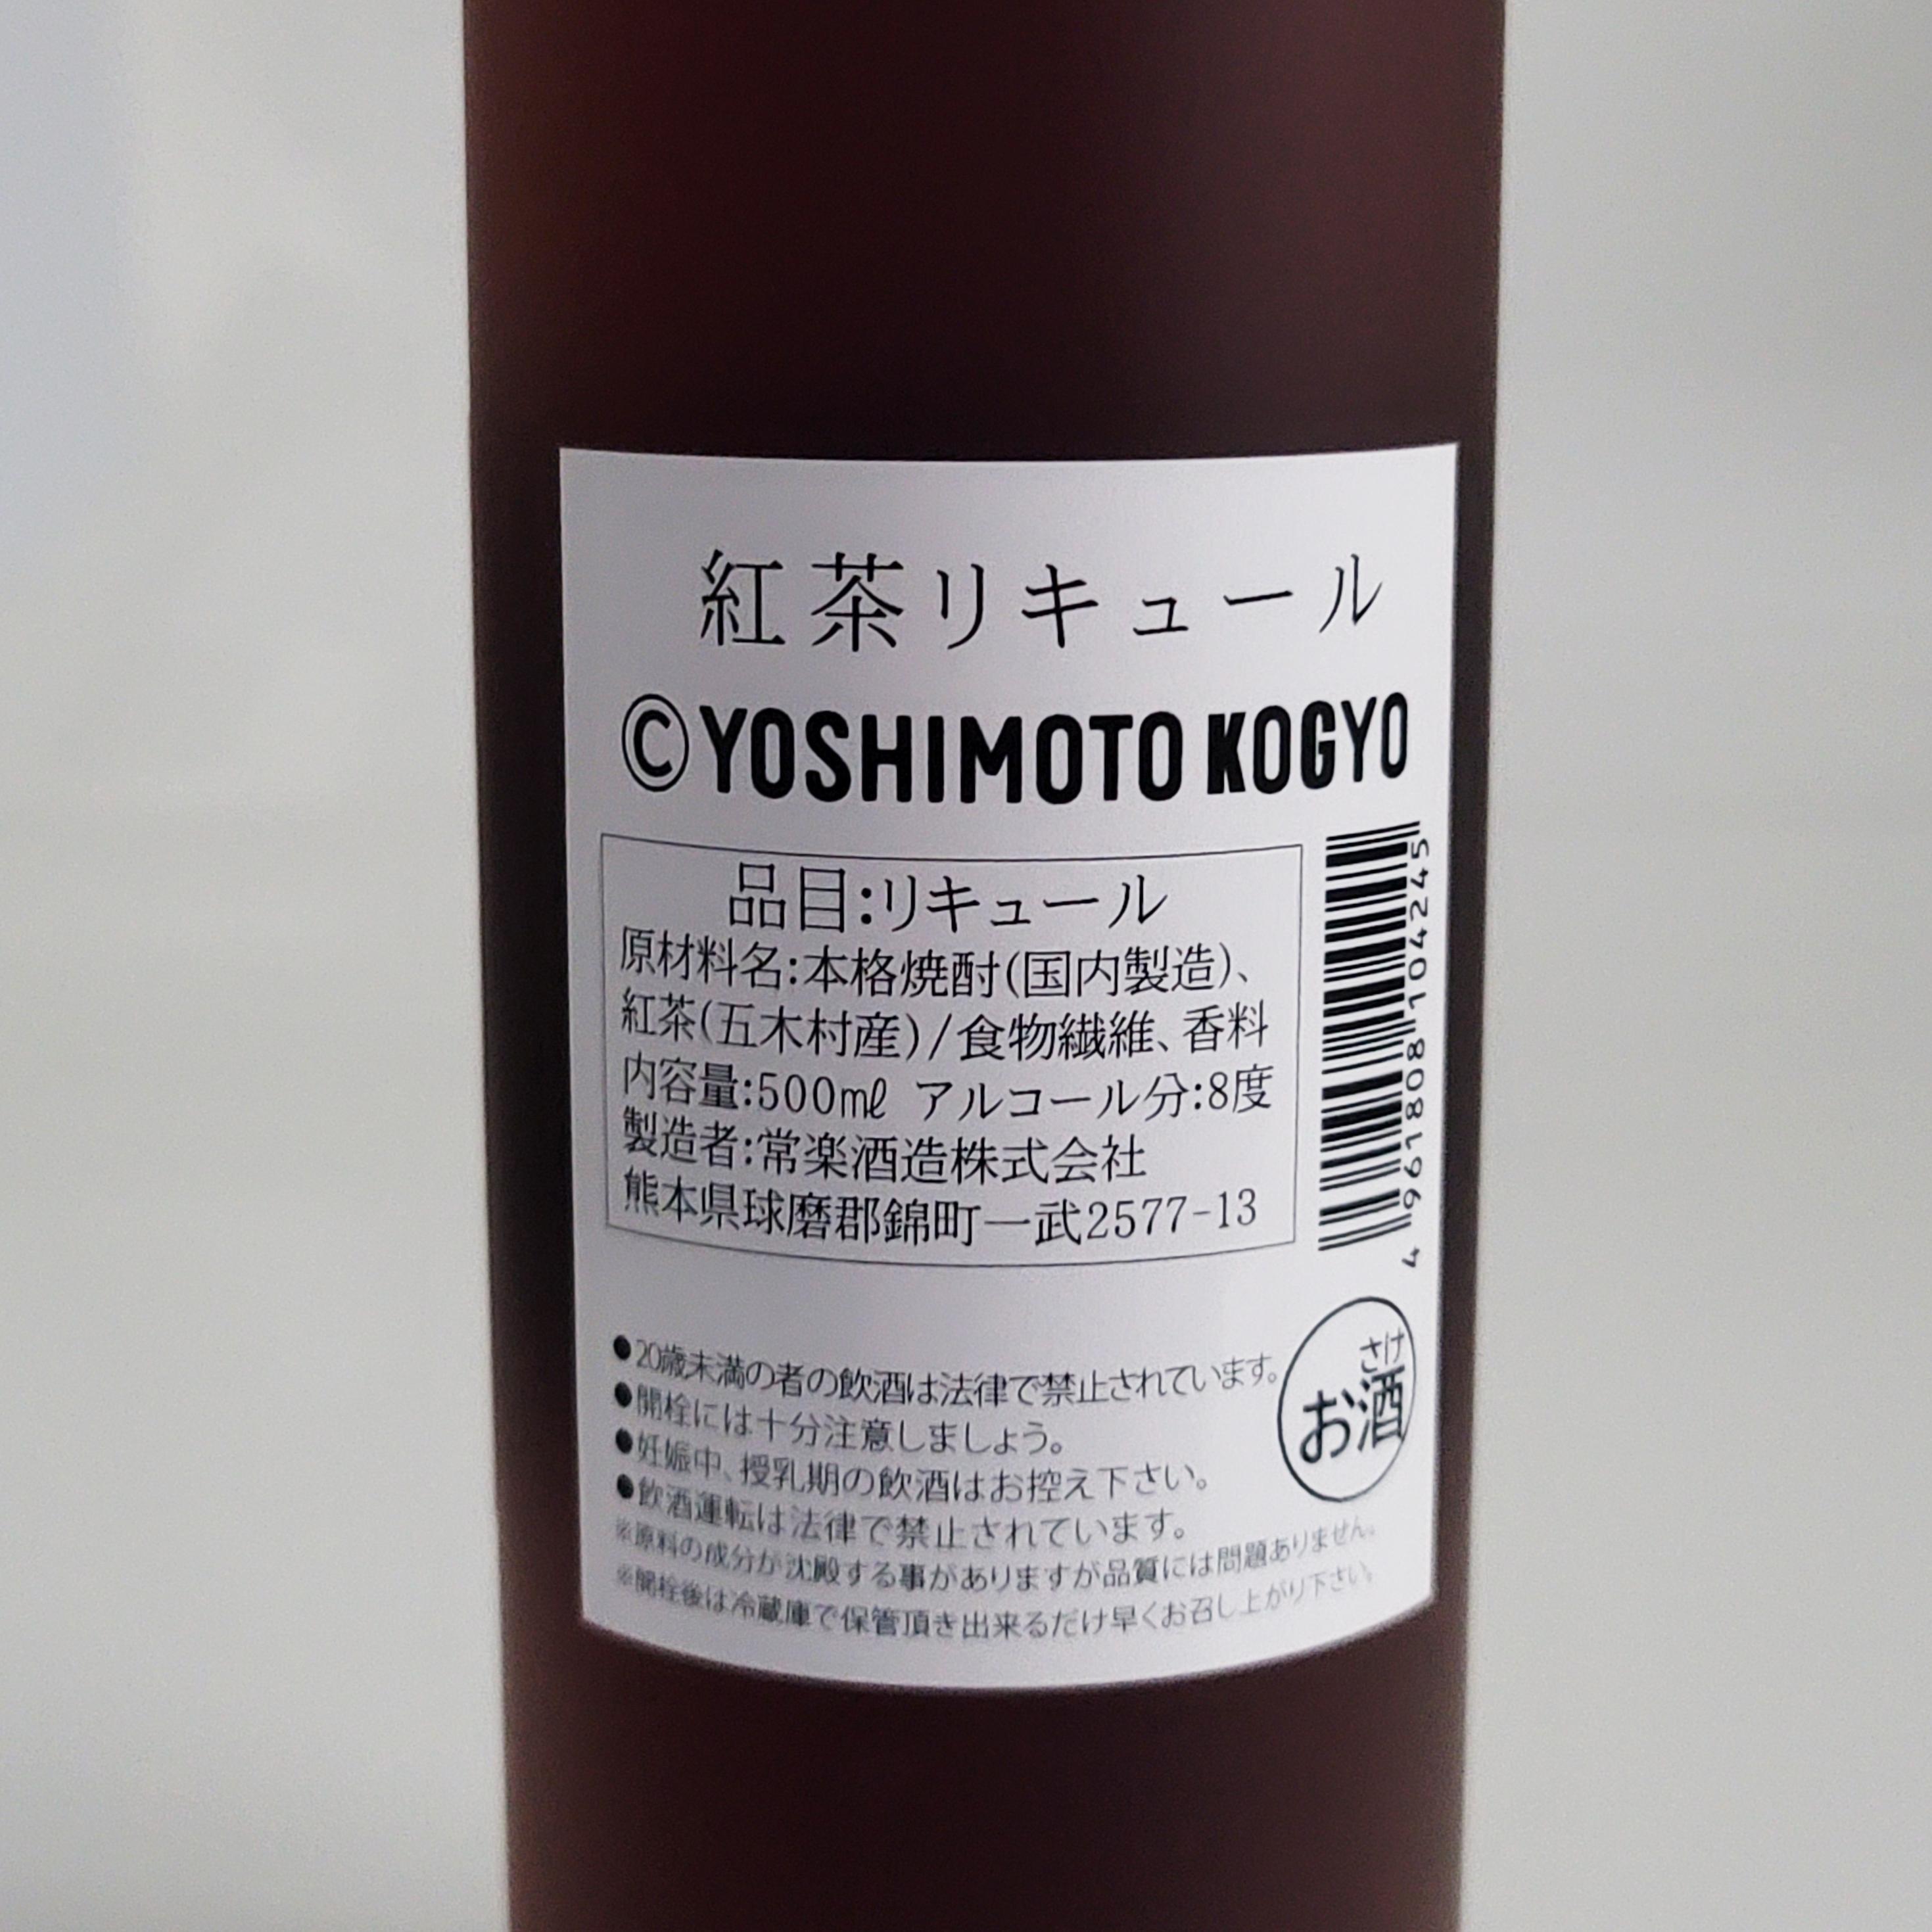 紅茶リキュール
©YOSHIMOTO KOGYO
品目:リキュール
原材料名:本格焼酎(国内製造)、
紅茶(五木村産)/食物繊維、香料
内容量:500mℓ アルコール分:8度
製造者:常楽酒造株式会社
熊本県球磨郡錦町一武2577-13
4961808104245
●20歳未満の者の飲酒は法律で禁止されています。
●開栓には十分注意しましょう。
●妊娠中、授乳期の飲酒はお控え下さい。
●飲酒運転は法律で禁止されています。
※原料の成分が沈殿する事がありますが品質には問題ありません。
※開栓後は冷蔵庫で保管頂き出来るだけ早くお召し上がり下さい。
さけ
お酒